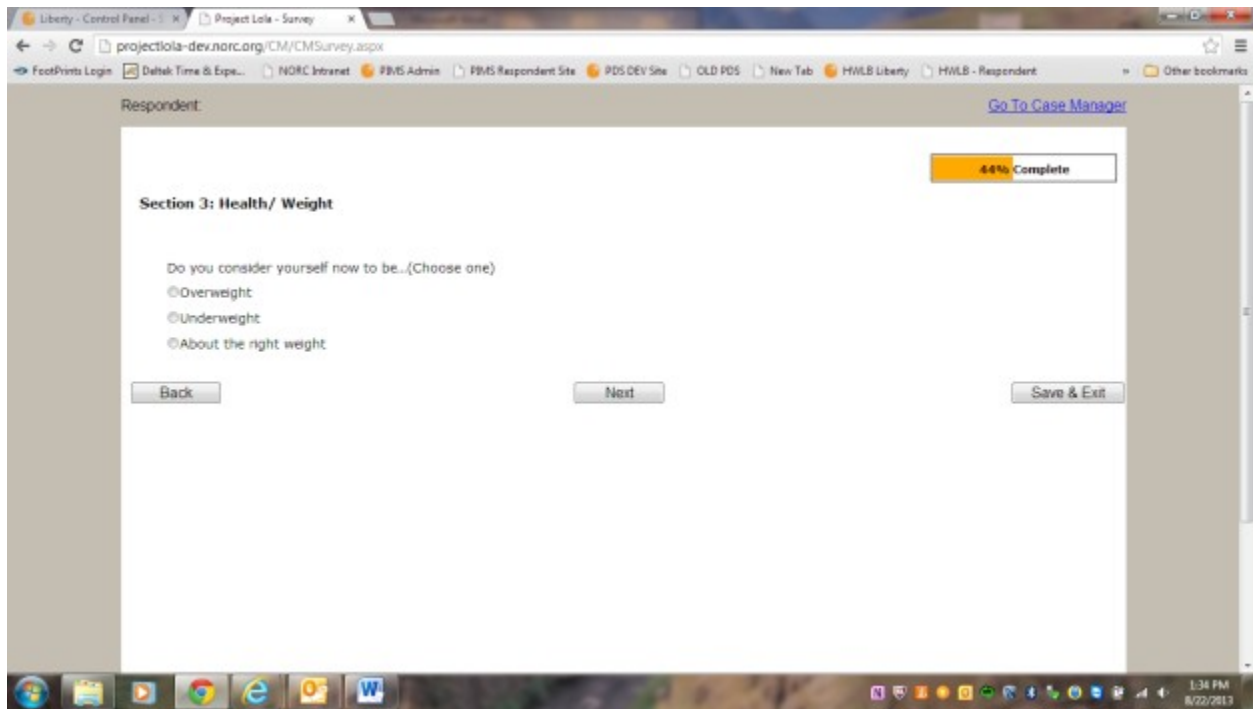 Liberty - Control Panel - S
Project Lola - Survey
projectlola-dev.norc.org/CM/CMSurvey.aspx
FootPrints Login Deltek Time & Expe... NORC Intranet PIMS Admin PIMS Respondent Site PDS DEV Site OLD PDS New Tab HWLB Liberty HWLB - Respondent » Other bookmarks
Respondent:
Go To Case Manager
44% Complete
Section 3: Health/ Weight
Do you consider yourself now to be...(Choose one)
Overweight
Underweight
About the right weight
Back Next Save & Exit
1:34 PM
8/22/2013